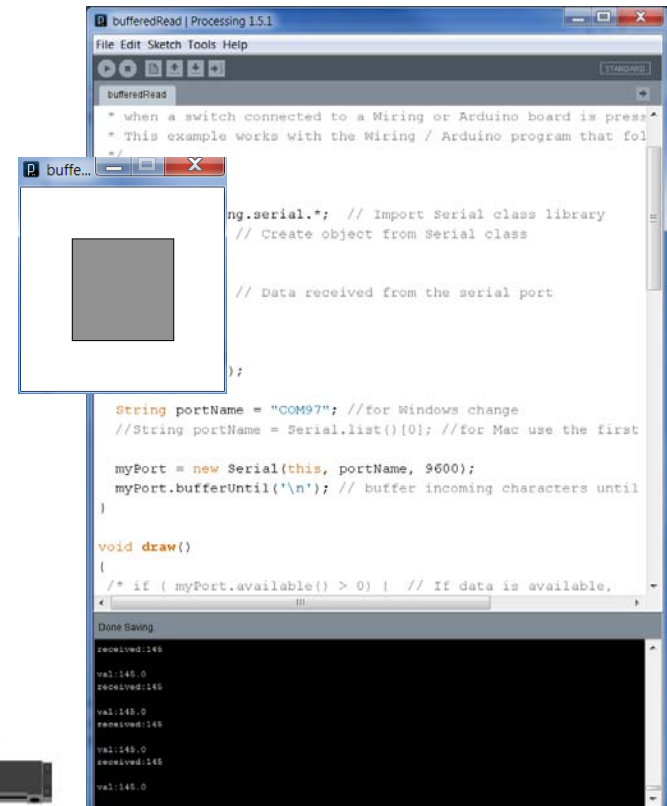 bufferedRead | Processing 1.5.1
File Edit Sketch Tools Help
STANDARD
bufferedRead
* when a switch connected to a Wiring or Arduino board is press
* This example works with the Wiring / Arduino program that fol
*/
buffe...
ng.serial.*; // Import Serial class library
// Create object from Serial class
// Data received from the serial port
);
String portName = "COM97"; //for Windows change
//String portName = Serial.list()[0]; //for Mac use the first
myPort = new Serial(this, portName, 9600);
myPort.bufferUntil('\n'); // buffer incoming characters until
}
void draw()
{
/* if ( myPort.available() > 0) { // If data is available,
Done Saving.
received:145
val:145.0
received:145
val:145.0
received:145
val:145.0
received:145
val:145.0